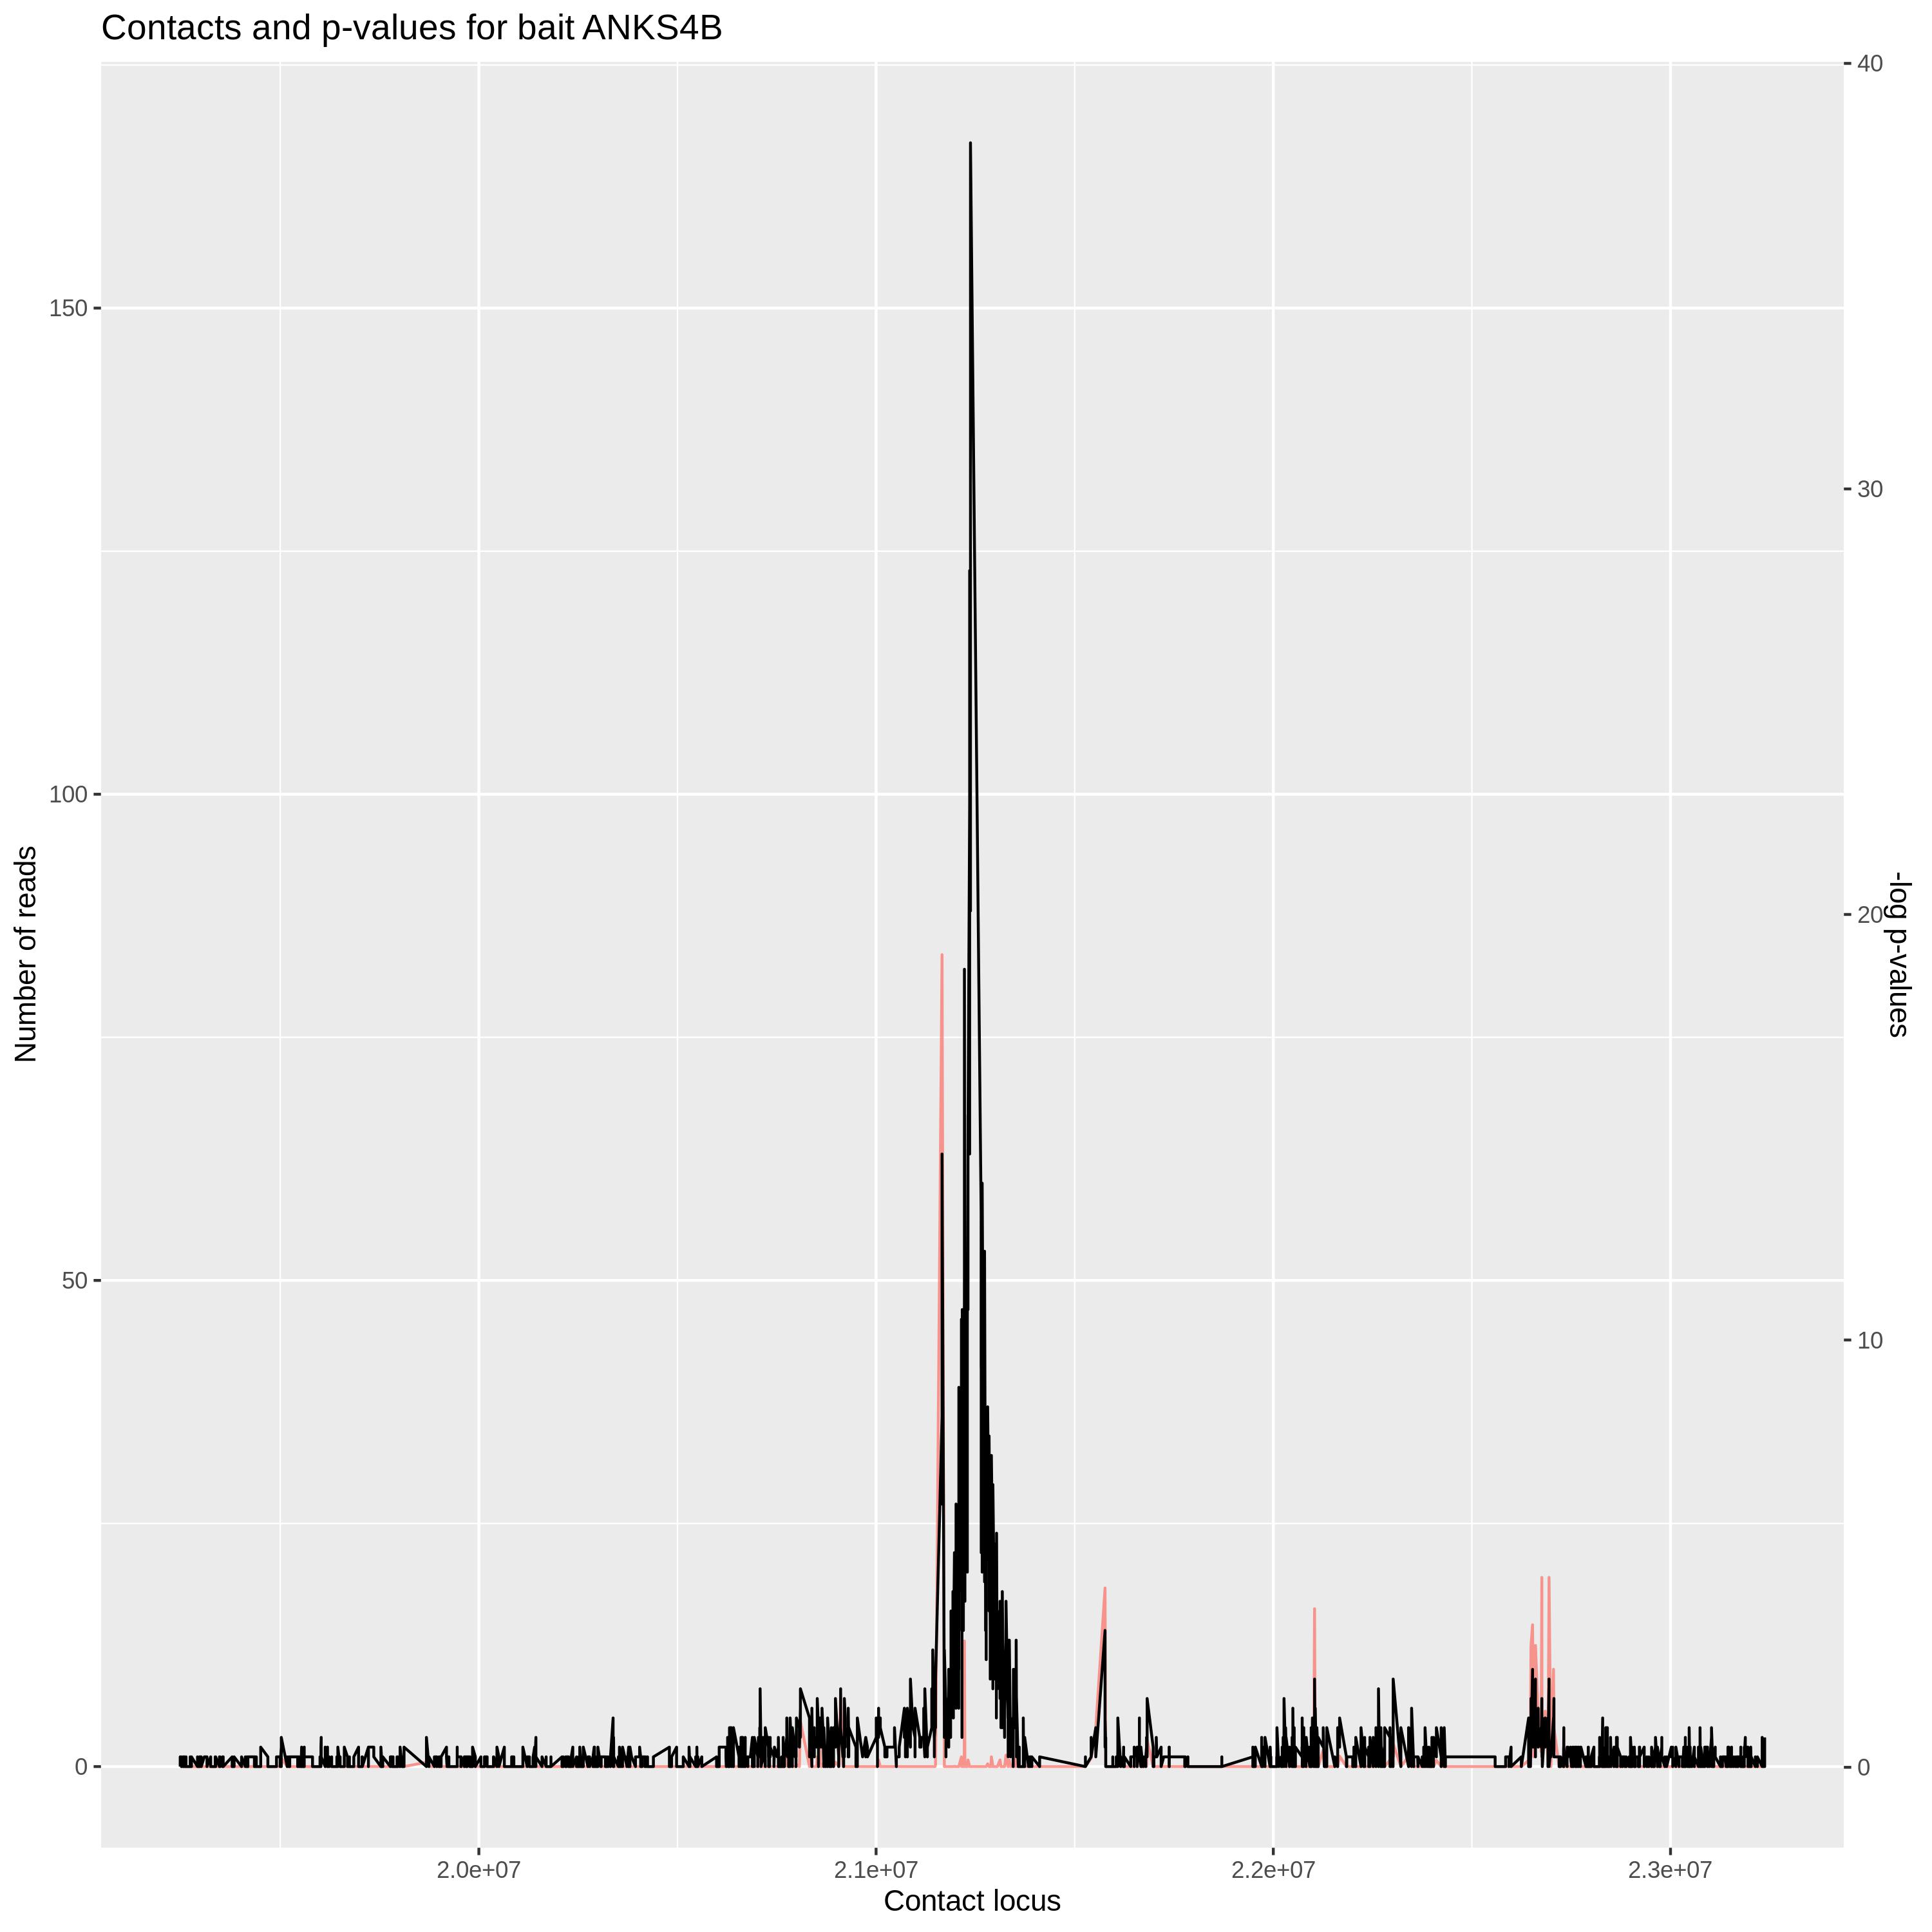 Contacts and p-values for bait ANKS4B
Number of reads
150
100
50
0
40
30
20
10
0
-log p-values
2.0e+07 2.1e+07 2.2e+07 2.3e+07
Contact locus